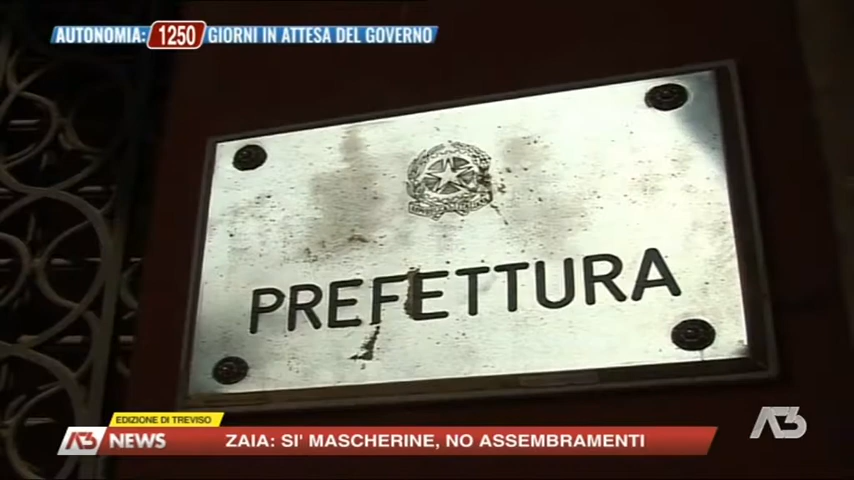 AUTONOMIA: 1250 GIORNI IN ATTESA DEL GOVERNO
PREFETTURA
EDIZIONE DI TREVISO
A3 NEWS ZAIA: SI' MASCHERINE, NO ASSEMBRAMENTI
A3